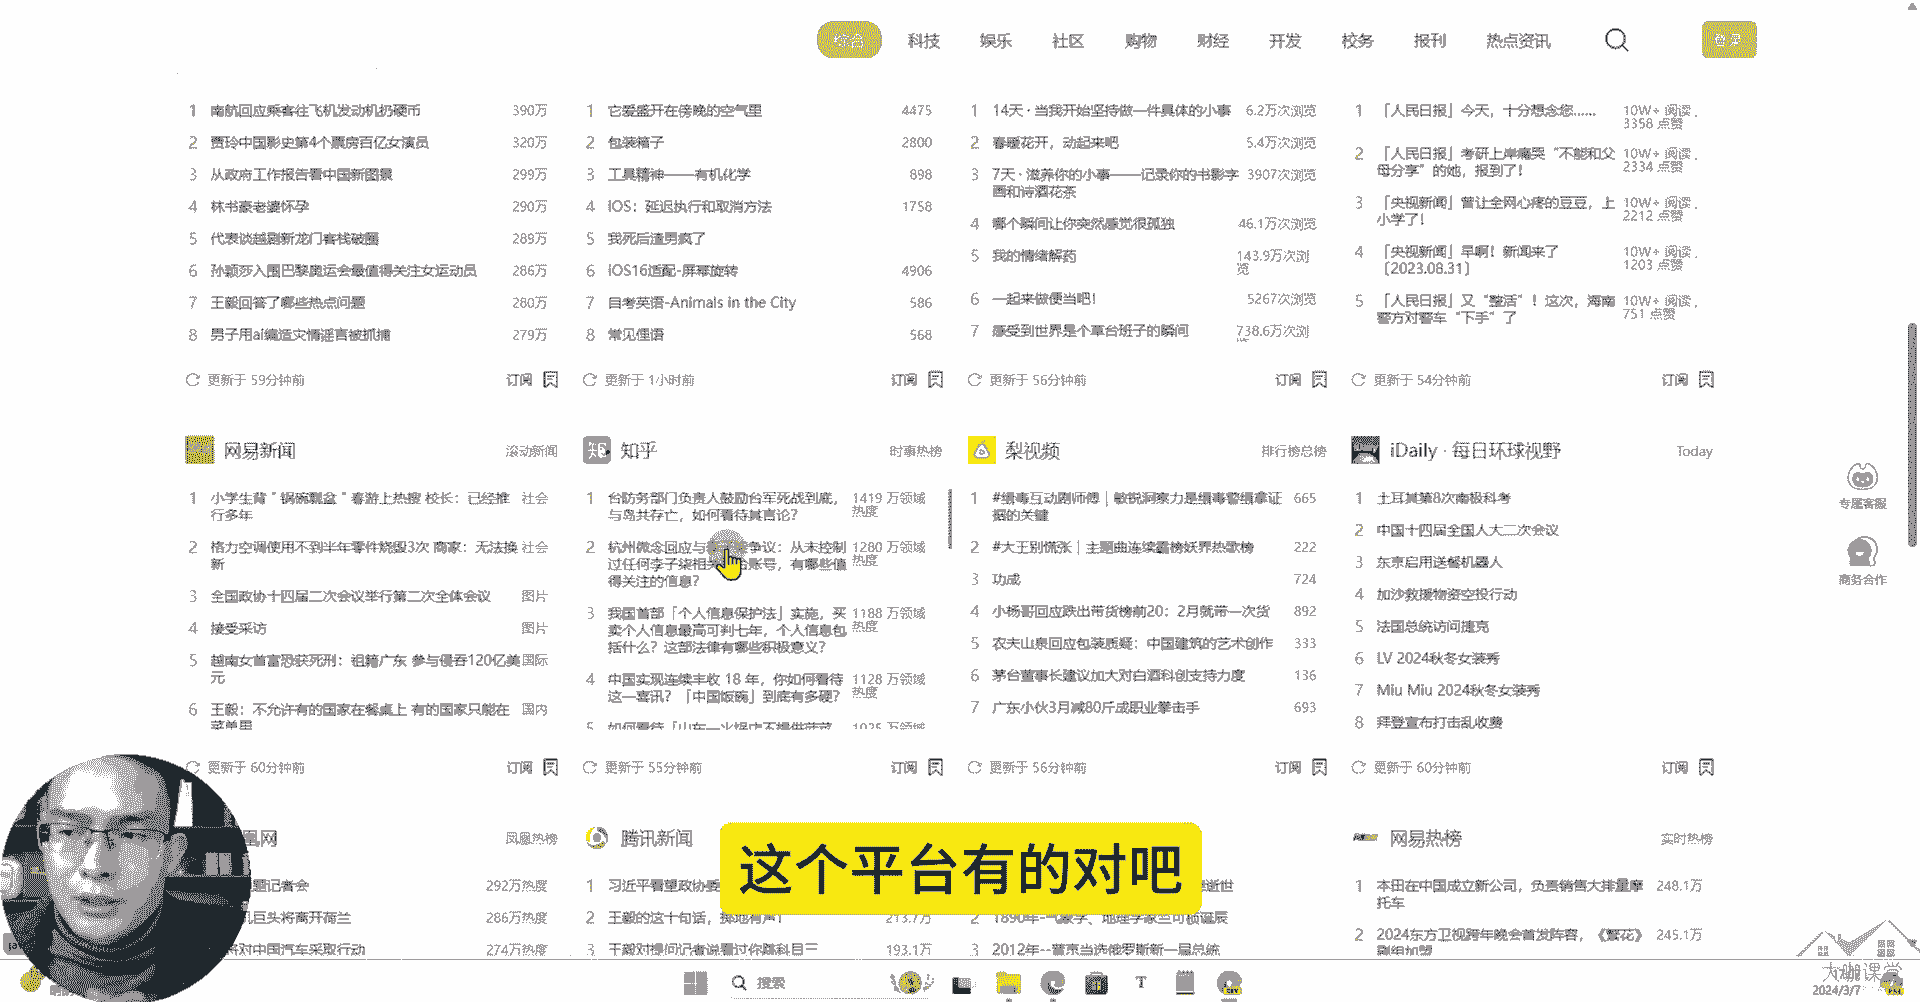 科技 娱乐 社区 购物 财经 开发 校务 报刊 热点资讯
1 南航回应乘客往飞机发动机扔硬币 390万
2 贾玲中国影史第4个票房百亿女演员 320万
3 从政府工作报告看中国新图景 299万
4 林书豪老婆怀孕 290万
5 代表谈越剧新龙门客栈破圈 289万
6 孙颖莎入围巴黎奥运会最值得关注女运动员 286万
7 王毅回答了哪些热点问题 280万
8 男子用ai编造灾情谣言被抓捕 279万
更新于 59分钟前 订阅
1 它爱盛开在傍晚的空气里 4475
2 包装箱子 2800
3 工具精神——有机化学 898
4 iOS：延迟执行和取消方法 1758
5 我死后渣男疯了
6 iOS16适配-屏幕旋转 4906
7 自考英语-Animals in the City 586
8 常见俚语 568
更新于 1小时前 订阅
1 14天 · 当我开始坚持做一件具体的小事 6.2万次浏览
2 春暖花开，动起来吧 5.4万次浏览
3 7天 · 滋养你的小事——记录你的书影字 3907次浏览
画和诗酒花茶
4 哪个瞬间让你突然感觉很孤独 46.1万次浏览
5 我的情绪解药 143.9万次浏
览
6 一起来做便当吧! 5267次浏览
7 感受到世界是个草台班子的瞬间 738.6万次浏
更新于 56分钟前 订阅
1 「人民日报」今天，十分想念您…… 10W+ 阅读 ,
3358 点赞
2 「人民日报」考研上岸痛哭“不能和父 10W+ 阅读 ,
母分享”的她，报到了! 2334 点赞
3 「央视新闻」曾让全网心疼的豆豆，上 10W+ 阅读 ,
小学了! 2212 点赞
4 「央视新闻」早啊！新闻来了 10W+ 阅读 ,
〔2023.08.31〕 1203 点赞
5 「人民日报」又“整活”！这次，海南 10W+ 阅读 ,
警方对警车“下手”了 751 点赞
更新于 54分钟前 订阅
网易新闻 滚动新闻
1 小学生背＂锅碗瓢盆＂春游上热搜 校长：已经推 社会
行多年
2 格力空调使用不到半年零件烧毁3次 商家：无法换 社会
新
3 全国政协十四届二次会议举行第二次全体会议 图片
4 接受采访 图片
5 越南女首富恐获死刑：祖籍广东 参与侵吞120亿美 国际
元
6 王毅：不允许有的国家在餐桌上 有的国家只能在 国内
菜单里
更新于 60分钟前 订阅
知乎 时事热榜
1 台防务部门负责人鼓励台军死战到底， 1419 万领域
与岛共存亡，如何看待其言论？ 热度
2 杭州微念回应与 争议：从未控制 1280 万领域
过任何李子柒相关 账号，有哪些值 热度
得关注的信息？
3 我国首部「个人信息保护法」实施，买 1188 万领域
卖个人信息最高可判七年，个人信息包 热度
括什么？这部法律有哪些积极意义？
4 中国实现连续丰收 18 年，你如何看待 1128 万领域
这一喜讯？「中国饭碗」到底有多硬？ 热度
5 如何看待「山东一火锅店不提供菠菜 1025 万领域
更新于 55分钟前 订阅
梨视频 排行榜总榜
1 #缉毒互动剧师傅｜敏锐洞察力是缉毒警缉拿证 665
据的关键
2 #大王别慌张｜主题曲连续霸榜妖界热歌榜 222
3 功成 724
4 小杨哥回应跌出带货榜前20：2月就带一次货 892
5 农夫山泉回应包装质疑：中国建筑的艺术创作 333
6 茅台董事长建议加大对白酒科创支持力度 136
7 广东小伙3月减80斤成职业拳击手 693
更新于 56分钟前 订阅
iDaily · 每日环球视野 Today
1 土耳其第8次南极科考
2 中国十四届全国人大二次会议
3 东京启用送餐机器人
4 加沙救援物资空投行动
5 法国总统访问捷克
6 LV 2024秋冬女装秀
7 Miu Miu 2024秋冬女装秀
8 拜登宣布打击乱收费
更新于 60分钟前 订阅
专属客服
商务合作
凰网 凤凰热榜
题记者会 292万热度
机巨头将离开荷兰 286万热度
将对中国汽车采取行动 274万热度
腾讯新闻
1 习近平看望政协委
2 王毅的这十句话，掷地有声! 213.7万
3 王毅对提问记者说看过你跳科目三 193.1万
逝世
2 1890年-气象学、地理学家竺可桢诞辰
3 2012年--普京当选俄罗斯新一届总统
网易热榜 实时热榜
1 本田在中国成立新公司，负责销售大排量摩 248.1万
托车
2 2024东方卫视跨年晚会首发阵容，《繁花》 245.1万
剧组加盟
这个平台有的对吧
搜索
大咖课堂
2024/3/7